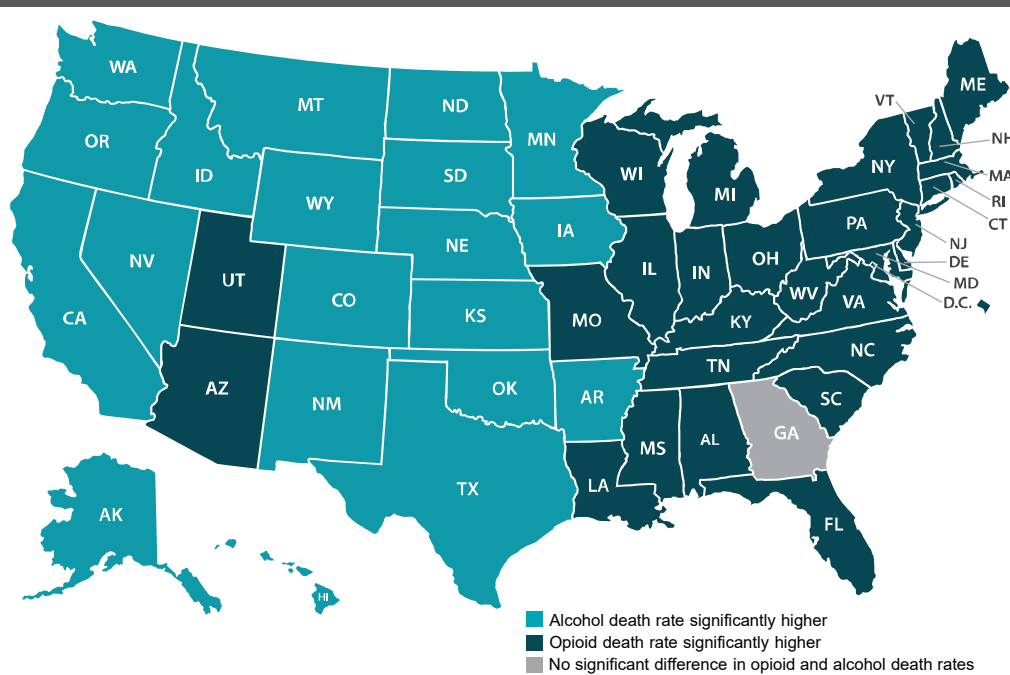 WA
MT
ND
MN
OR
ID
SD
WY
WI
MI
ME
VT
NH
NY
MA
RI
CT
IA
NE
PA
NJ
DE
MD
D.C.
NV
UT
CO
IL
IN
OH
WV
VA
KS
MO
KY
CA
NC
TN
AZ
NM
OK
AR
SC
GA
MS
AL
LA
TX
AK
FL
HI
Alcohol death rate significantly higher
Opioid death rate significantly higher
No significant difference in opioid and alcohol death rates